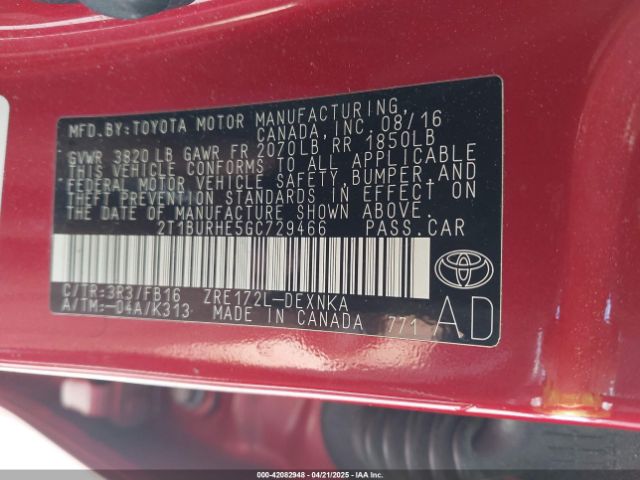 MFD. BY: TOYOTA MOTOR MANUFACTURING
CANADA, INC. 08/16
GVWR 3820 LB GAWR FR 2070LB, RR 1850LB
THIS VEHICLE CONFORMS TO ALL APPLICABLE
FEDERAL MOTOR VEHICLE SAFETY, BUMPER, AND
THEFT PREVENTION STANDARDS IN EFFECT ON
THE DATE OF MANUFACTURE SHOWN ABOVE.
2T1BURHE5GC729466 PASS. CAR
C/TR:3R3/FB16 ZRE172L-DEXNKA
A/TM:-04A/K313 MADE IN CANADA 771
AD
000-42082948 - 04/21/2025 - COPART, INC.